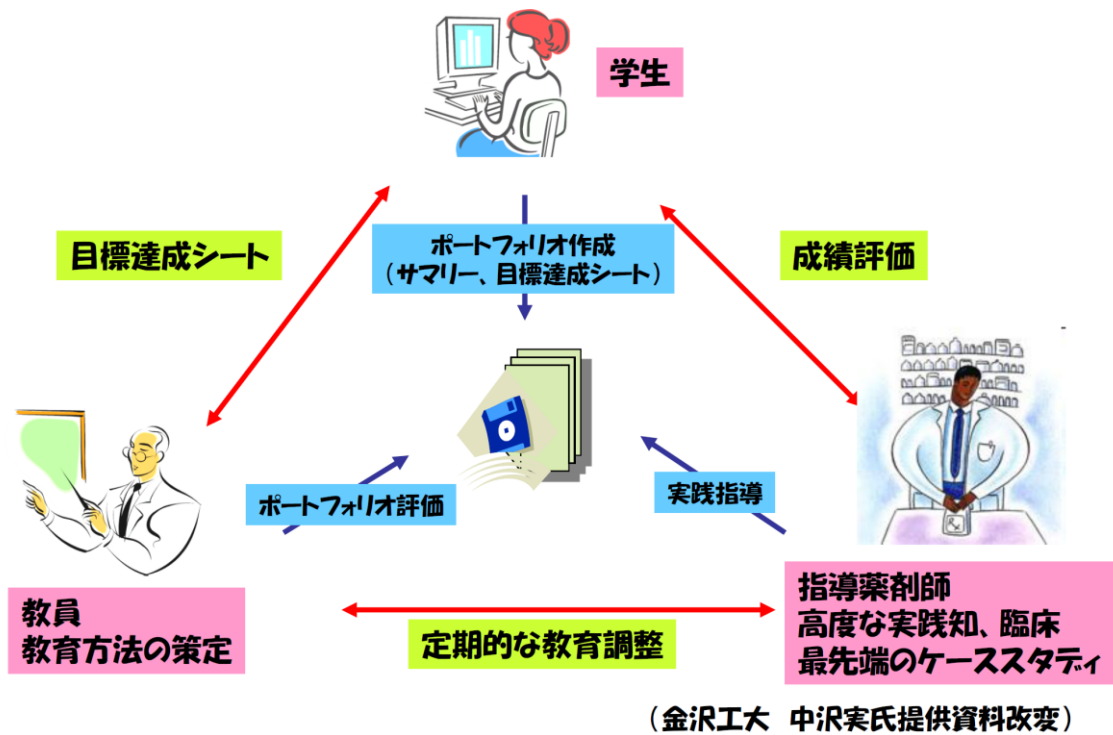 学生
目標達成シート
ポートフォリオ作成
(サマリー、目標達成シート)
成績評価
ポートフォリオ評価
実践指導
Rx
教員
教育方法の策定
定期的な教育調整
指導薬剤師
高度な実践知、臨床
最先端のケーススタディ
(金沢工大 中沢実氏提供資料改変)